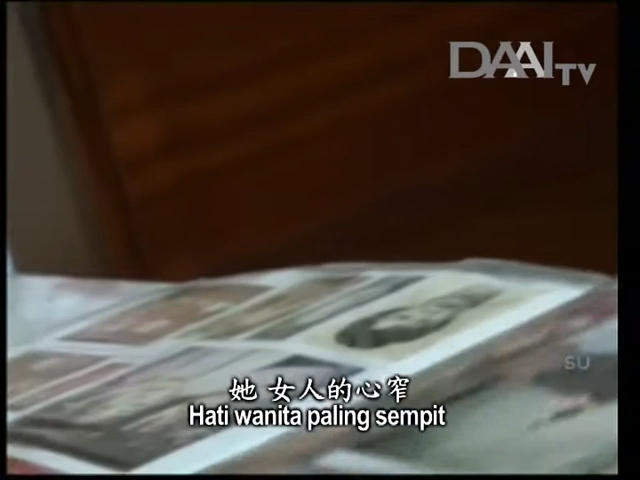 DAAI TV
SU
她 女人的心窄
Hati wanita paling sempit